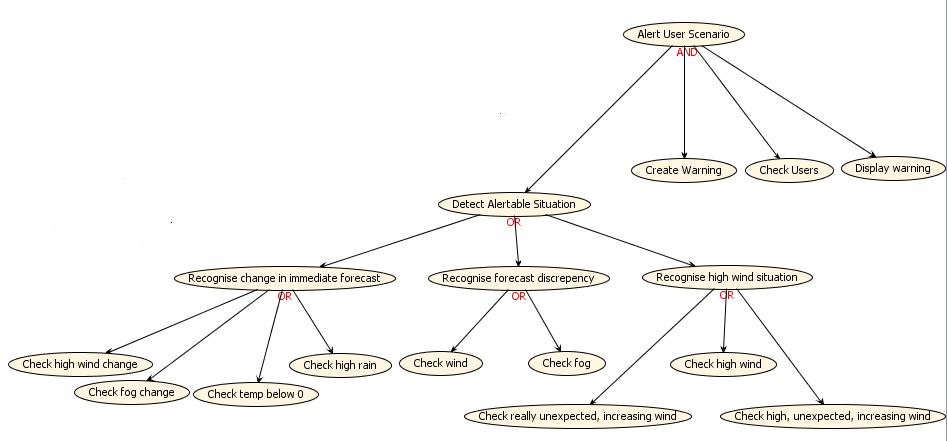 Alert User Scenario
AND
Create Warning
Check Users
Display warning
Detect Alertable Situation
OR
Recognise change in immediate forecast
OR
Recognise forecast discrepency
OR
Recognise high wind situation
OR
Check high wind change
Check fog change
Check temp below 0
Check high rain
Check wind
Check fog
Check high wind
Check really unexpected, increasing wind
Check high, unexpected, increasing wind